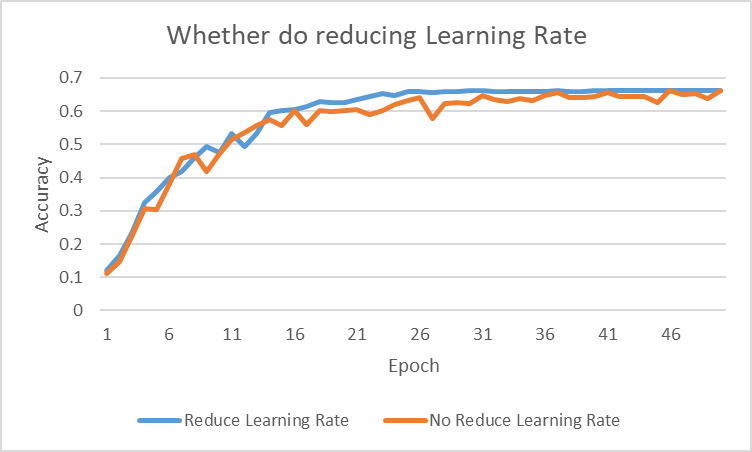 Whether do reducing Learning Rate
0.7
0.6
0.5
0.4
0.3
0.2
0.1
0
Accuracy
1 6 11 16 21 26 31 36 41 46
Epoch
Reduce Learning Rate No Reduce Learning Rate